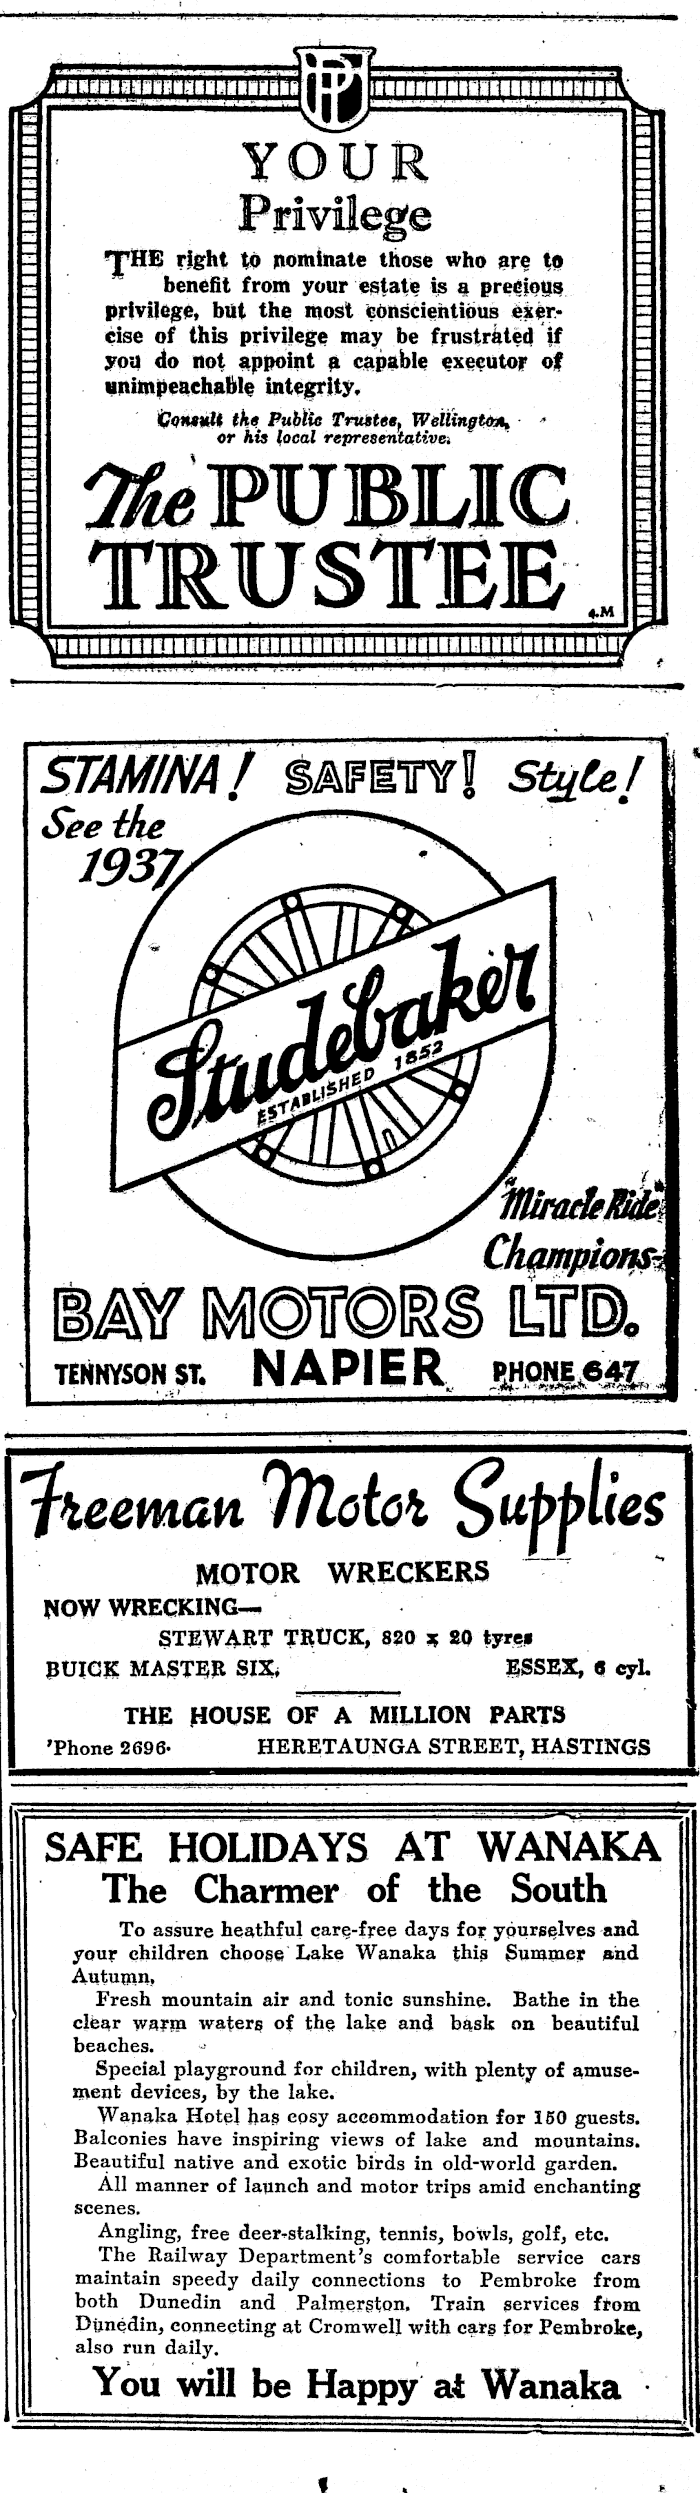 PT
YOUR
Privilege
THE right to nominate those who are to
benefit from your estate is a precious
privilege, but the most conscientious exer-
cise of this privilege may be frustrated if
you do not appoint a capable executor of
unimpeachable integrity.
Consult the Public Trustee, Wellington,
or his local representative.
The PUBLIC
TRUSTEE
4.M
STAMINA! SAFETY! Style!
See the
1937
Studebaker
ESTABLISHED 1852
"Miracle Ride"
Champions-
BAY MOTORS LTD.
TENNYSON ST. NAPIER PHONE 647
Freeman Motor Supplies
MOTOR WRECKERS
NOW WRECKING—
STEWART TRUCK, 820 x 20 tyres
BUICK MASTER SIX, ESSEX, 6 cyl.
THE HOUSE OF A MILLION PARTS
'Phone 2696. HERETAUNGA STREET, HASTINGS
SAFE HOLIDAYS AT WANAKA
The Charmer of the South
To assure heathful care-free days for yourselves and
your children choose Lake Wanaka this Summer and
Autumn,
Fresh mountain air and tonic sunshine. Bathe in the
clear warm waters of the lake and bask on beautiful
beaches.
Special playground for children, with plenty of amuse-
ment devices, by the lake.
Wanaka Hotel has cosy accommodation for 150 guests.
Balconies have inspiring views of lake and mountains.
Beautiful native and exotic birds in old-world garden.
All manner of launch and motor trips amid enchanting
scenes.
Angling, free deer-stalking, tennis, bowls, golf, etc.
The Railway Department's comfortable service cars
maintain speedy daily connections to Pembroke from
both Dunedin and Palmerston. Train services from
Dunedin, connecting at Cromwell with cars for Pembroke,
also run daily.
You will be Happy at Wanaka